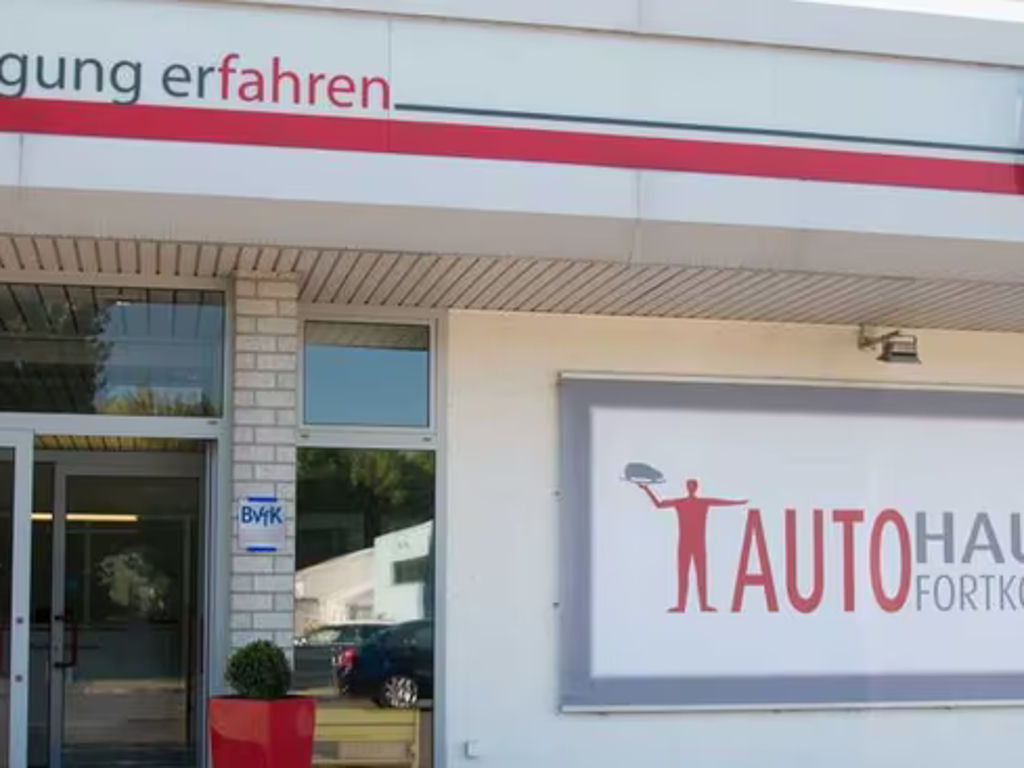 gung erfahren
BVfK
AUTOHAU
FORTKO